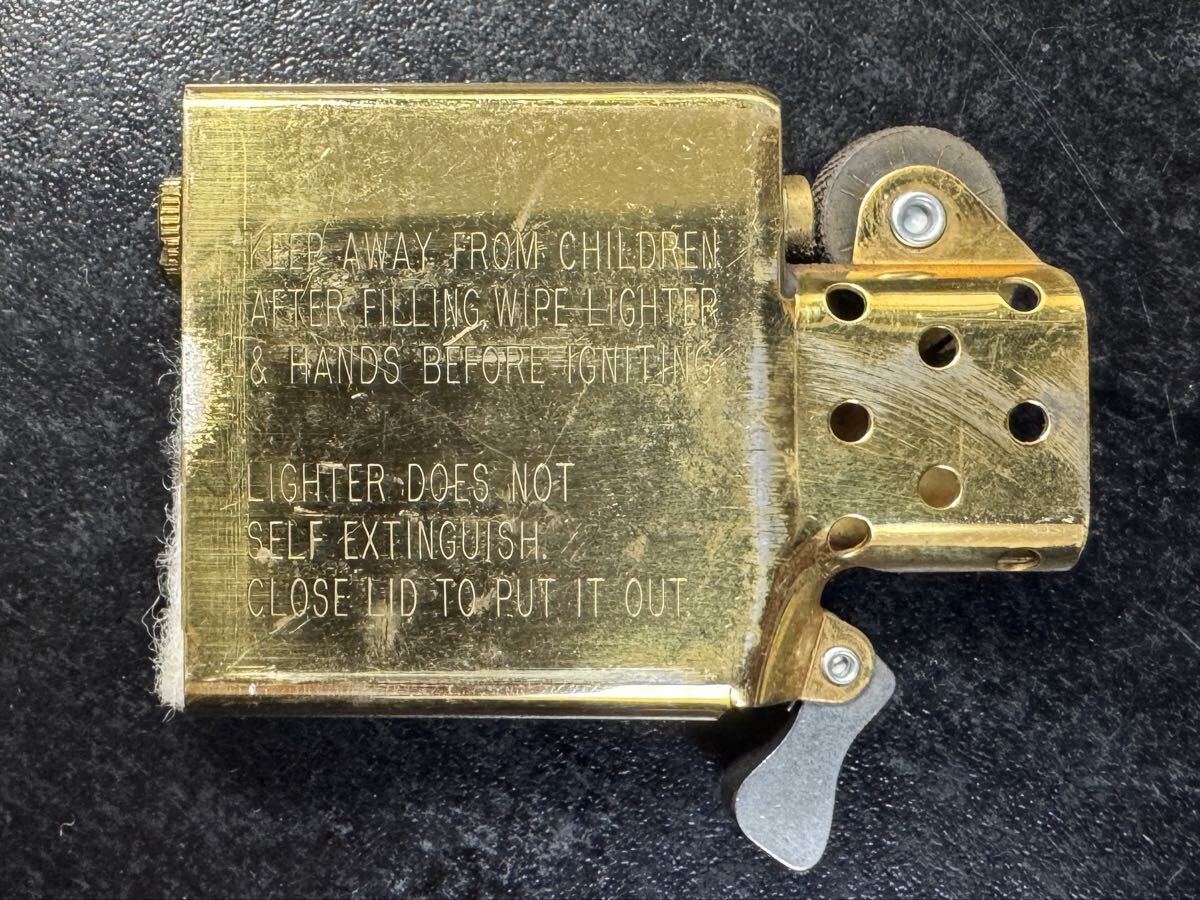 KEEP AWAY FROM CHILDREN
AFTER FILLING WIPE LIGHTER
& HANDS BEFORE IGNITING
LIGHTER DOES NOT
SELF EXTINGUISH.
CLOSE LID TO PUT IT OUT.